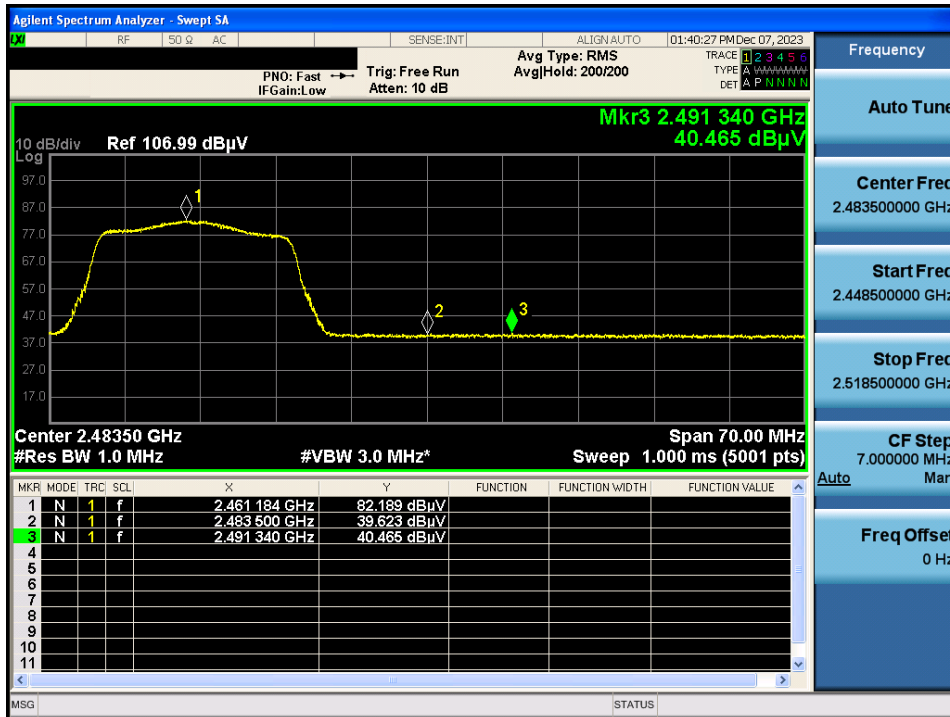 Agilent Spectrum Analyzer - Swept SA
LXI RF 50 Ω AC SENSE:INT ALIGN AUTO 01:40:27 PM Dec 07, 2023
PNO: Fast
IFGain:Low
Trig: Free Run
Atten: 10 dB
Avg Type: RMS
Avg|Hold: 200/200
TRACE 1 2 3 4 5 6
TYPE A WWWWW
DET A P N N N N
Mkr3 2.491 340 GHz
40.465 dBµV
10 dB/div Ref 106.99 dBµV
Log
97.0
87.0
77.0
67.0
57.0
47.0
37.0
27.0
17.0
1
2
3
Center 2.48350 GHz Span 70.00 MHz
#Res BW 1.0 MHz #VBW 3.0 MHz* Sweep 1.000 ms (5001 pts)
MKR MODE TRC SCL X Y FUNCTION FUNCTION WIDTH FUNCTION VALUE
1 N 1 f 2.461 184 GHz 82.189 dBµV
2 N 1 f 2.483 500 GHz 39.623 dBµV
3 N 1 f 2.491 340 GHz 40.465 dBµV
4
5
6
7
8
9
10
11
MSG STATUS
Frequency
Auto Tune
Center Freq
2.483500000 GHz
Start Freq
2.448500000 GHz
Stop Freq
2.518500000 GHz
CF Step
7.000000 MHz
Auto Man
Freq Offset
0 Hz